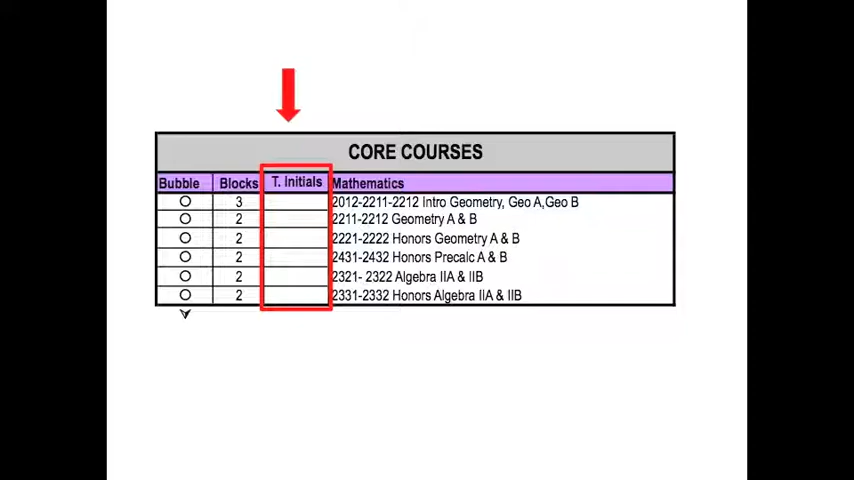 CORE COURSES
Bubble Blocks T. Initials Mathematics
3 2012-2211-2212 Intro Geometry, Geo A,Geo B
2 2211-2212 Geometry A & B
2 2221-2222 Honors Geometry A & B
2 2431-2432 Honors Precalc A & B
2 2321- 2322 Algebra IIA & IIB
2 2331-2332 Honors Algebra IIA & IIB